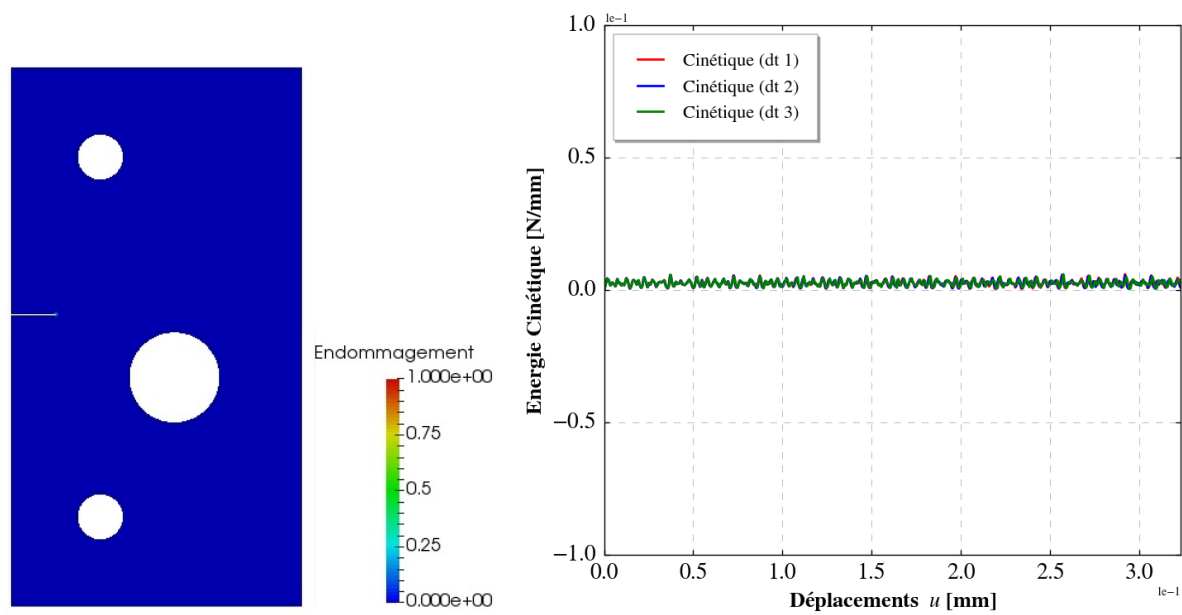 Endommagement
1.000e+00
0.75
0.5
0.25
0.000e+00
1e-1
1.0
0.5
0.0
−0.5
−1.0
Energie Cinétique [N/mm]
Cinétique (dt 1)
Cinétique (dt 2)
Cinétique (dt 3)
0.0 0.5 1.0 1.5 2.0 2.5 3.0
1e-1
Déplacements u [mm]